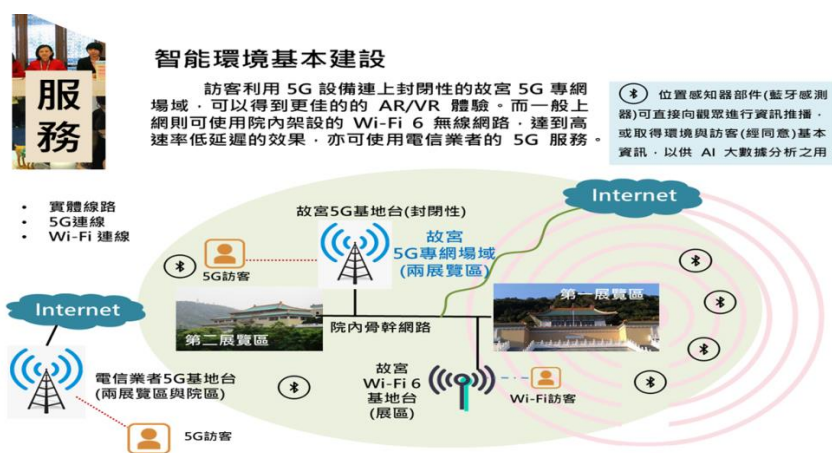 服
務
智能環境基本建設
訪客利用 5G 設備連上封閉性的故宮 5G 專網
場域，可以得到更佳的的 AR/VR 體驗。而一般上
網則可使用院內架設的 Wi-Fi 6 無線網路，達到高
速率低延遲的效果，亦可使用電信業者的 5G 服務。
位置感知器部件(藍牙感測
器)可直接向觀眾進行資訊推播，
或取得環境與訪客(經同意)基本
資訊，以供 AI 大數據分析之用
• 實體線路
• 5G連線
• Wi-Fi 連線
Internet
故宮5G基地台(封閉性)
故宮
5G專網場域
(兩展覽區)
5G訪客
Internet
第二展覽區
院內骨幹網路
第一展覽區
電信業者5G基地台
(兩展覽區與院區)
5G訪客
故宮
Wi-Fi 6
基地台
(展區)
Wi-Fi訪客